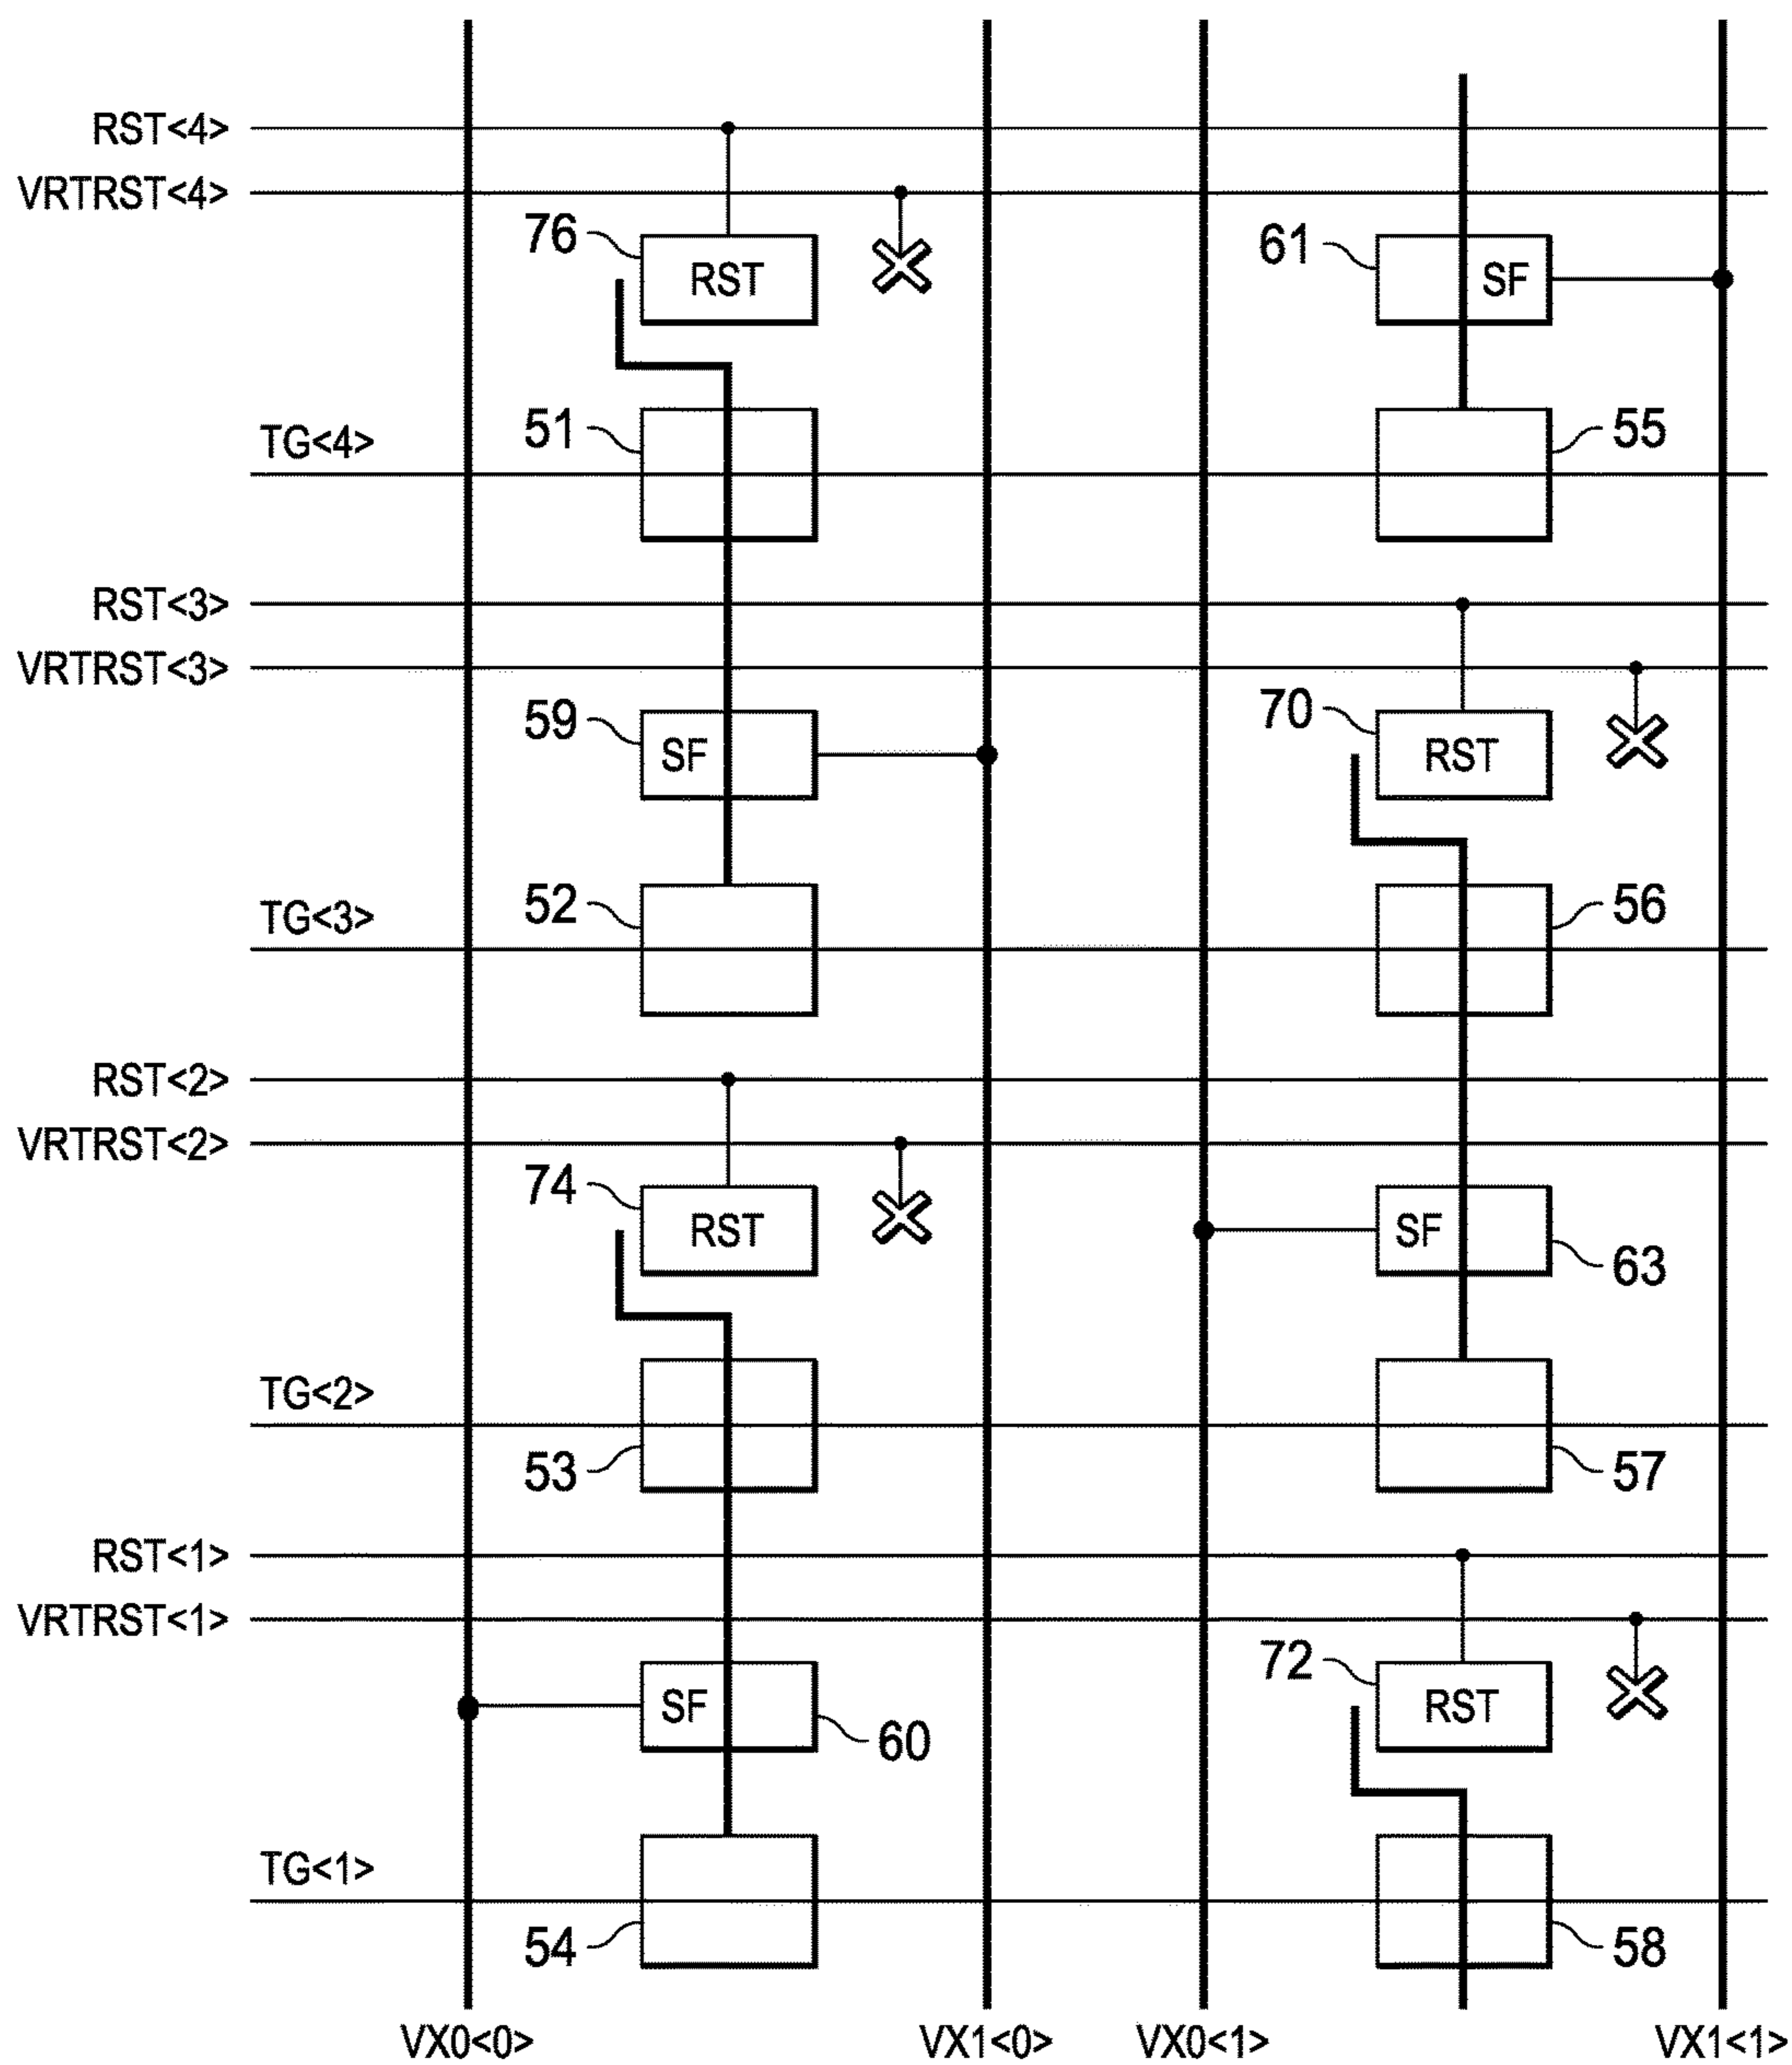 RST<4>
VRTRST<4>
76
RST
61
SF
TG<4>
51
55
RST<3>
VRTRST<3>
59
SF
70
RST
TG<3>
52
56
RST<2>
VRTRST<2>
74
RST
SF
63
TG<2>
53
57
RST<1>
VRTRST<1>
SF
60
72
RST
TG<1>
54
58
VX0<0>
VX1<0>
VX0<1>
VX1<1>